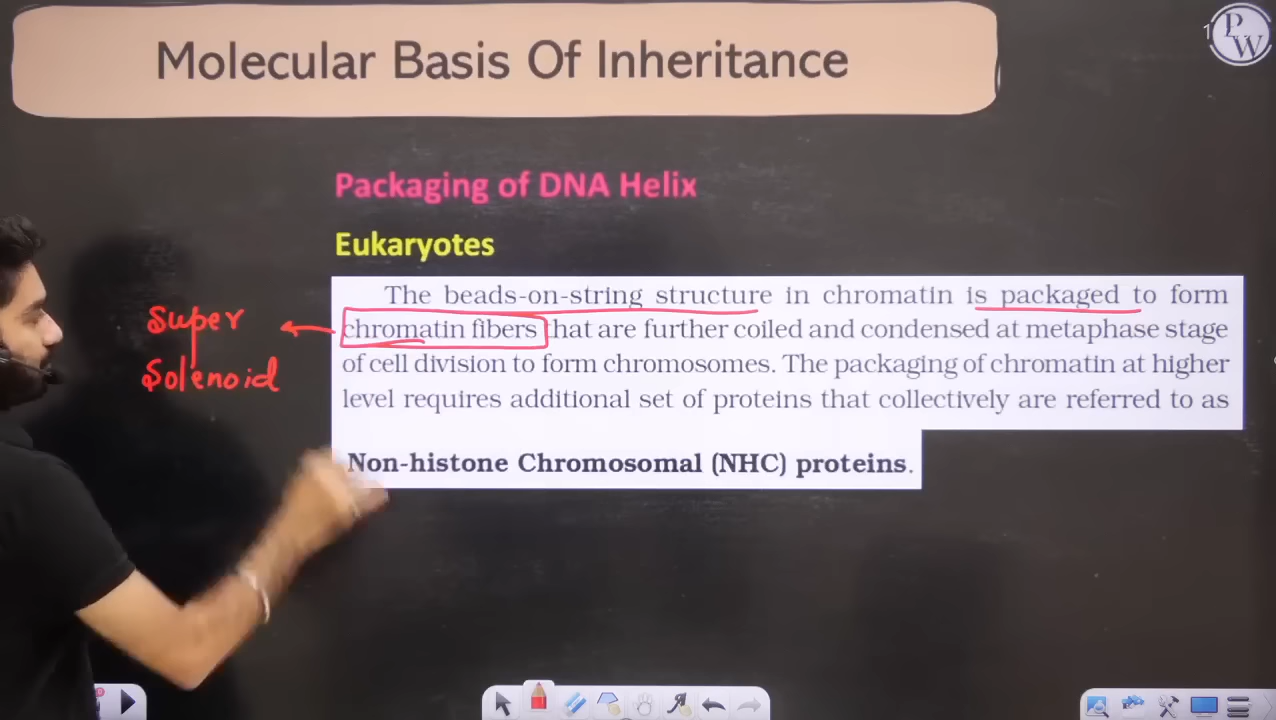 Molecular Basis Of Inheritance
PW
Packaging of DNA Helix
Eukaryotes
The beads-on-string structure in chromatin is packaged to form
chromatin fibers that are further coiled and condensed at metaphase stage
of cell division to form chromosomes. The packaging of chromatin at higher
level requires additional set of proteins that collectively are referred to as
Non-histone Chromosomal (NHC) proteins.
Super
Solenoid